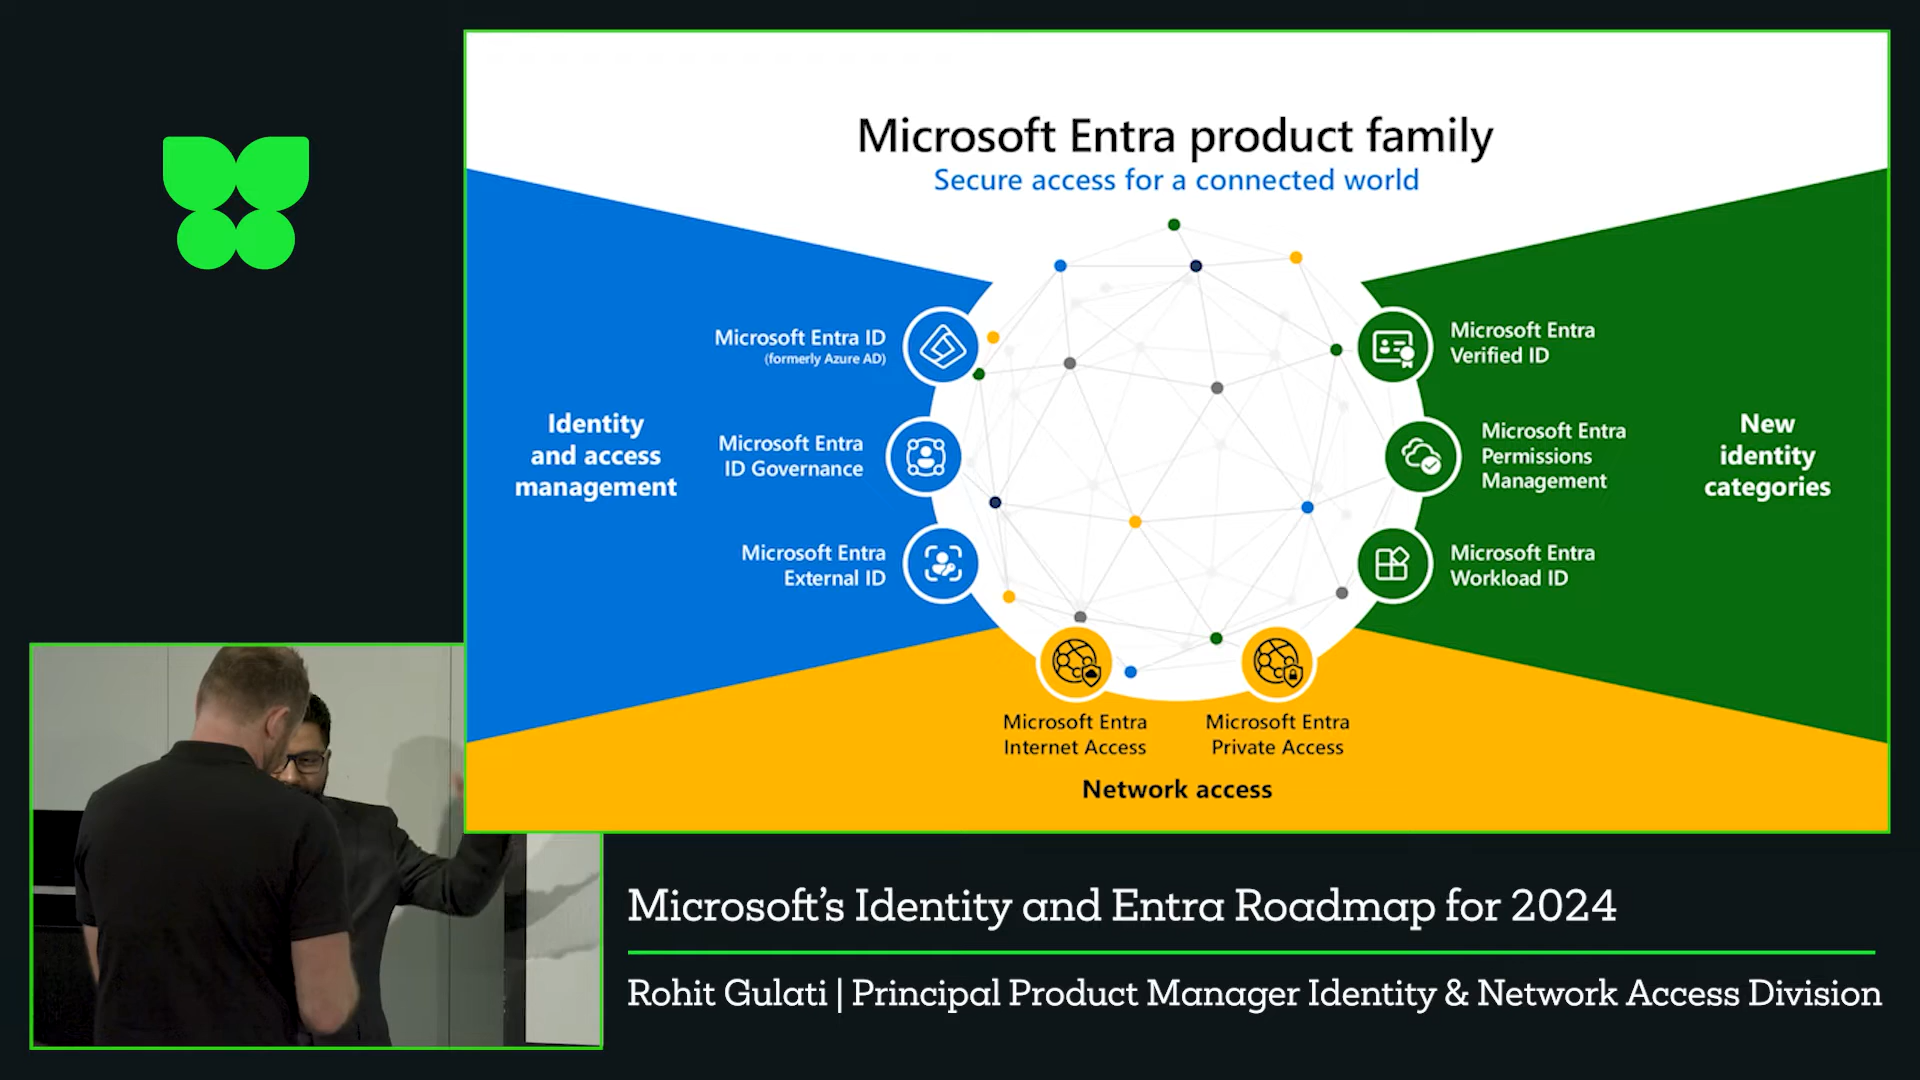 Microsoft Entra product family
Secure access for a connected world
Identity
and access
management
Microsoft Entra ID
(formerly Azure AD)
Microsoft Entra
ID Governance
Microsoft Entra
External ID
Microsoft Entra
Verified ID
Microsoft Entra
Permissions
Management
Microsoft Entra
Workload ID
New
identity
categories
Microsoft Entra
Internet Access
Microsoft Entra
Private Access
Network access
Microsoft’s Identity and Entra Roadmap for 2024
Rohit Gulati | Principal Product Manager Identity & Network Access Division